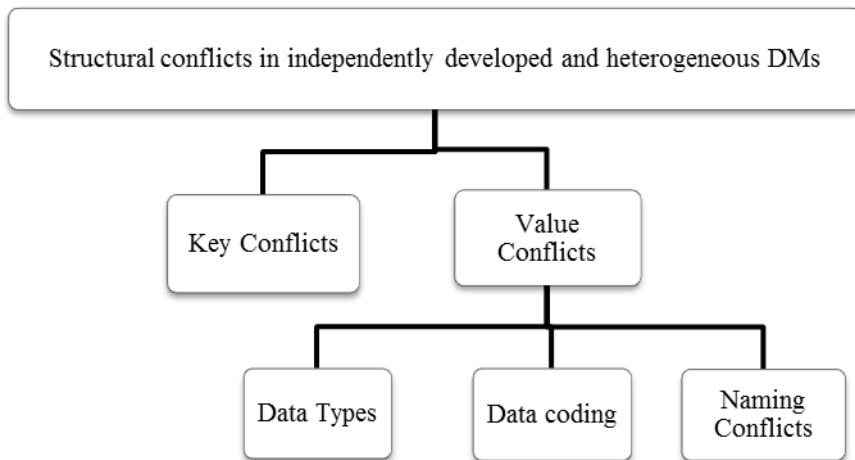 Structural conflicts in independently developed and heterogeneous DMs
Key Conflicts
Value
Conflicts
Data Types
Data coding
Naming
Conflicts